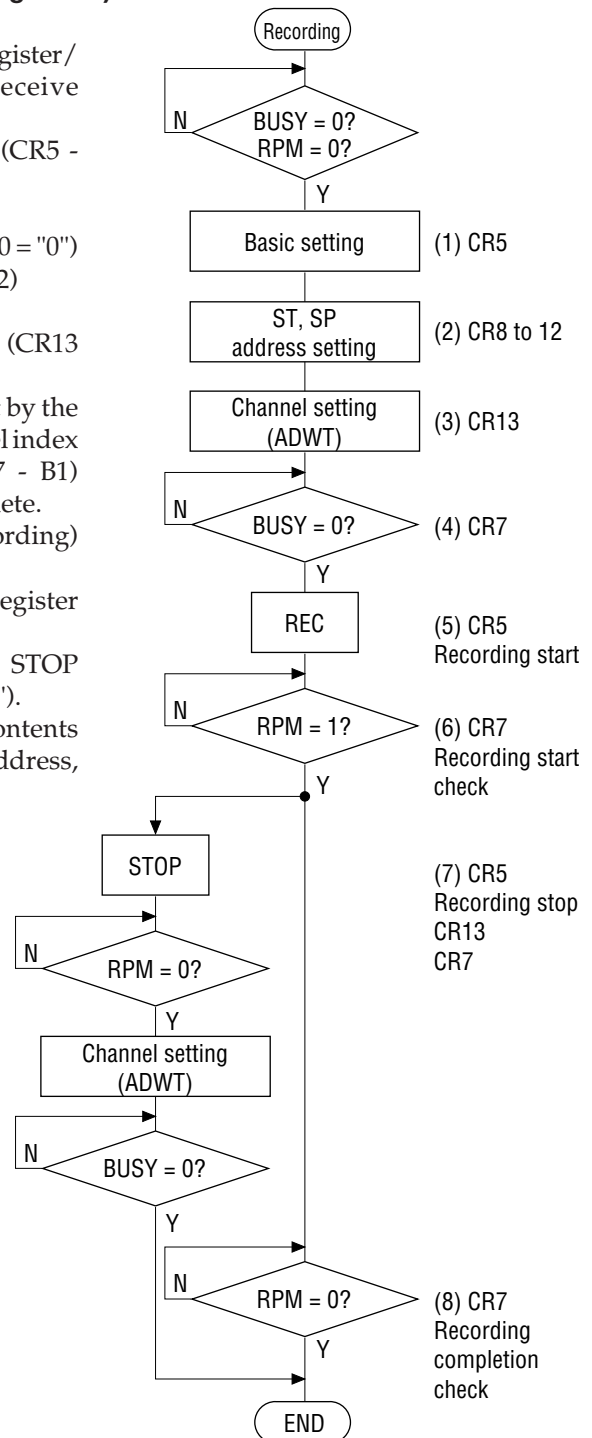 gister/
eceive
(CR5 -
0 = "0")
2)
(CR13
by the
l index
7 - B1)
ete.
ording)
egister
STOP
").
ontents
ddress,
Recording
N
BUSY = 0?
RPM = 0?
Y
Basic setting
(1) CR5
ST, SP
address setting
(2) CR8 to 12
Channel setting
(ADWT)
(3) CR13
N
BUSY = 0?
(4) CR7
Y
REC
(5) CR5
Recording start
N
RPM = 1?
(6) CR7
Recording start
check
Y
STOP
(7) CR5
Recording stop
CR13
CR7
N
RPM = 0?
Y
Channel setting
(ADWT)
N
BUSY = 0?
Y
N
RPM = 0?
(8) CR7
Recording
completion
check
Y
END